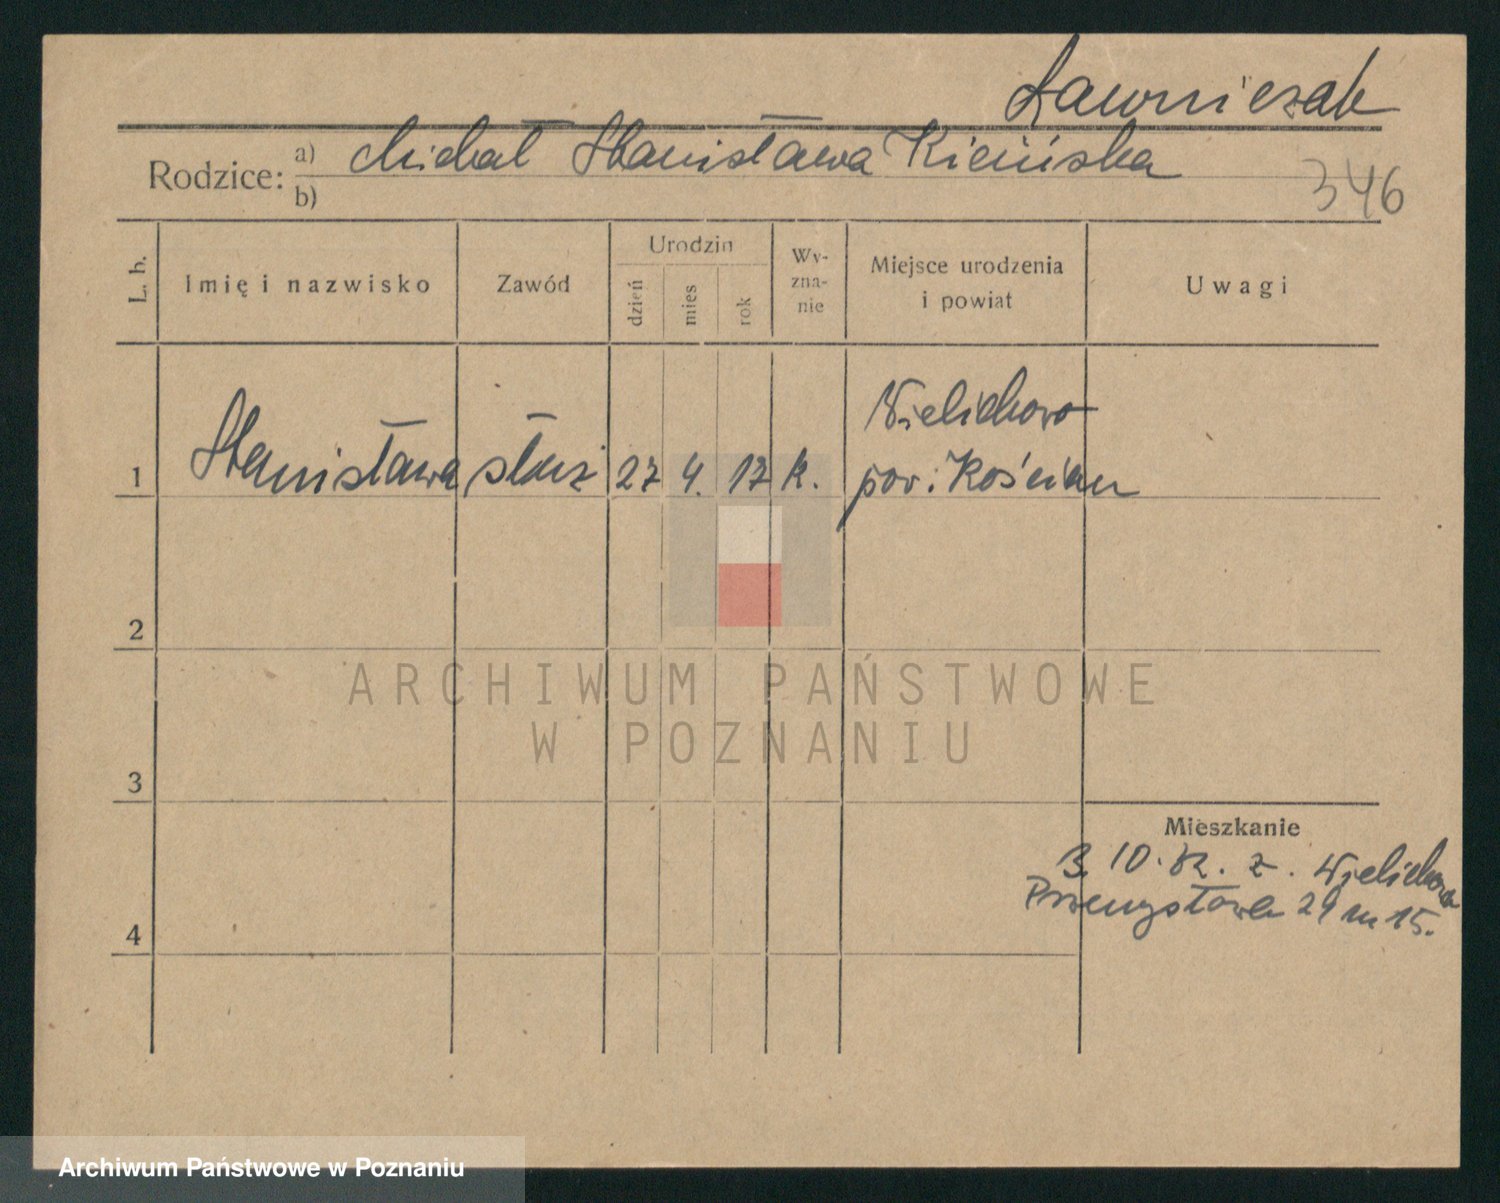 Ławniczak
Rodzice: a) Michał Stanisława Kicińska
b)
346
L. b.
Imię i nazwisko
Zawód
Urodzin
dzień
mies
rok
Wy-
zna-
nie
Miejsce urodzenia
i powiat
Uwagi
Wielichowo
1 Stanisława służ 27 4. 17 k. pow. Kościan
2
3
4
Mieszkanie
3. 10. z. Wielichowa
Przemysłowa 29 m 15.
ARCHIWUM PAŃSTWOWE
W POZNANIU
Archiwum Państwowe w Poznaniu